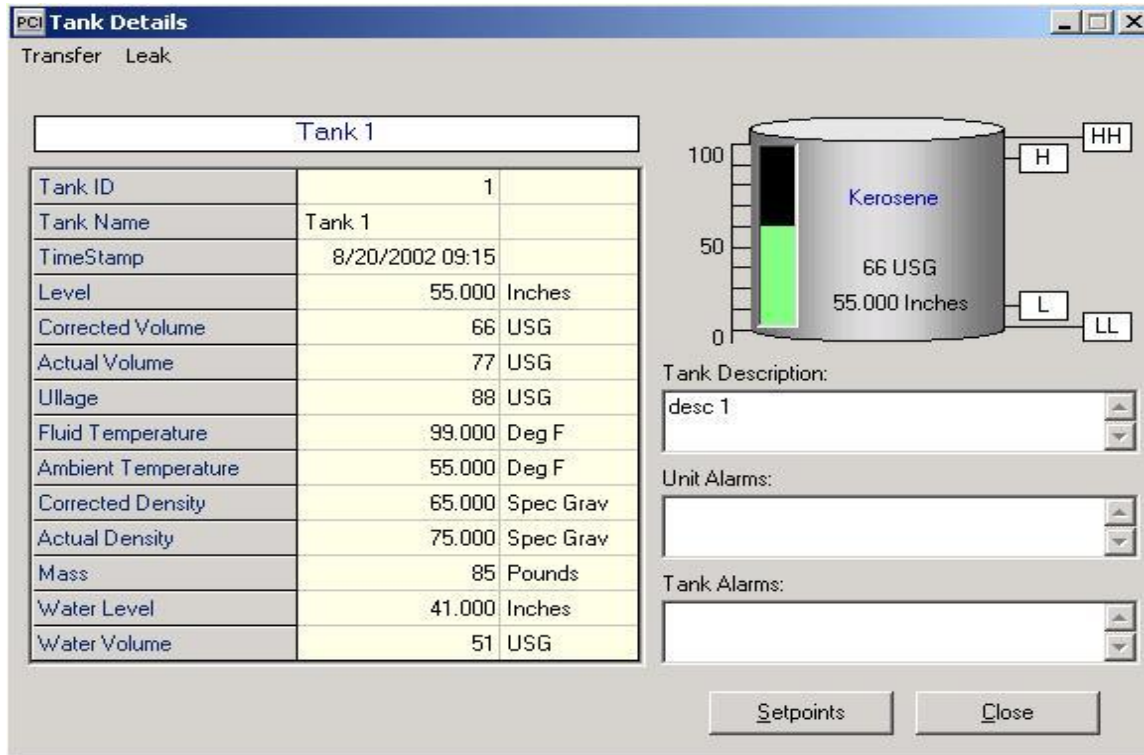 PCI Tank Details
Transfer Leak
Tank 1
Tank ID 1
Tank Name Tank 1
TimeStamp 8/20/2002 09:15
Level 55.000 Inches
Corrected Volume 66 USG
Actual Volume 77 USG
Ullage 88 USG
Fluid Temperature 99.000 Deg F
Ambient Temperature 55.000 Deg F
Corrected Density 65.000 Spec Grav
Actual Density 75.000 Spec Grav
Mass 85 Pounds
Water Level 41.000 Inches
Water Volume 51 USG
HH
100 H
Kerosene
50
66 USG
55.000 Inches L
0 LL
Tank Description:
desc 1
Unit Alarms:
Tank Alarms:
Setpoints Close